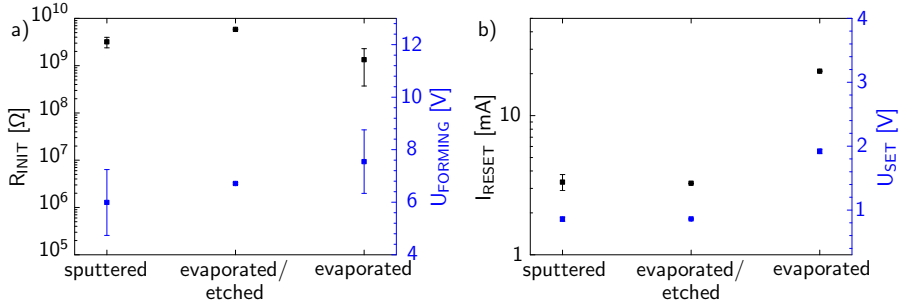 a)
10^10
10^9
10^8
10^7
10^6
10^5
R_INIT [Ω]
12
10
8
6
4
U_FORMING [V]
sputtered
evaporated/
etched
evaporated
b)
10
1
I_RESET [mA]
4
3
2
1
0
U_SET [V]
sputtered
evaporated/
etched
evaporated